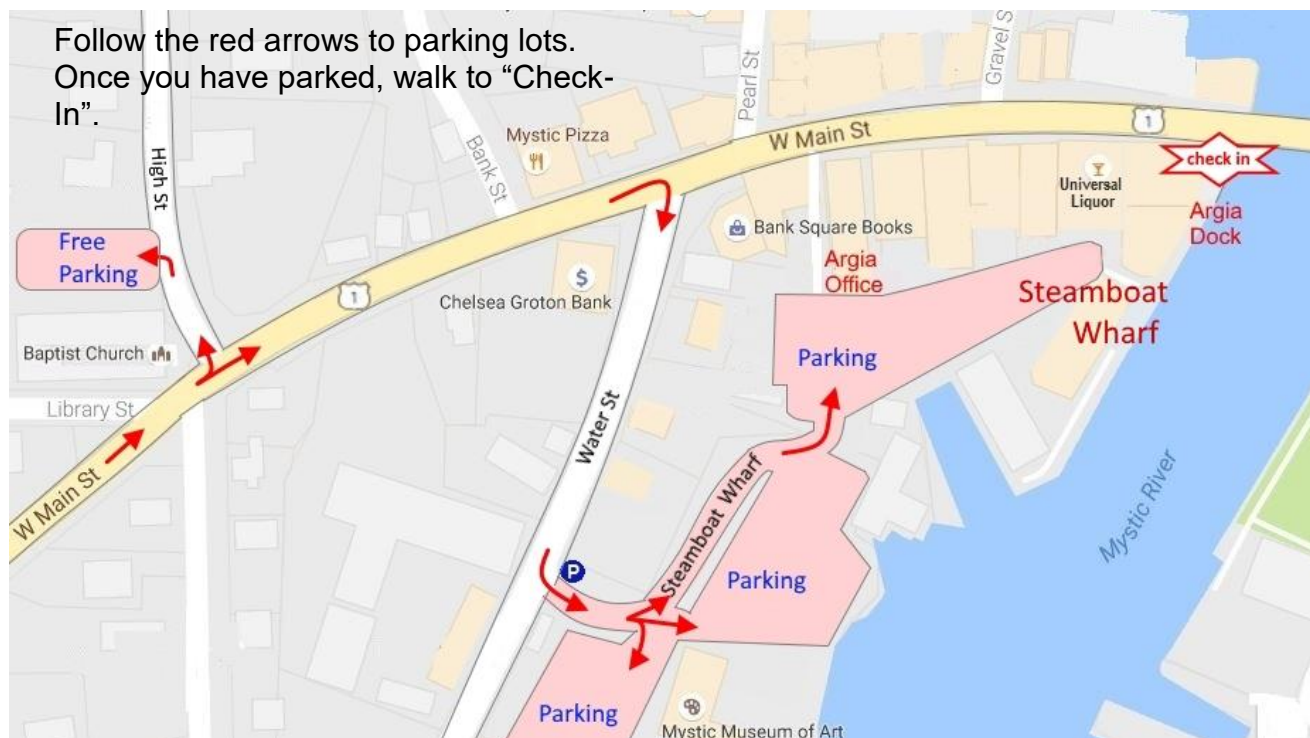 Follow the red arrows to parking lots.
Once you have parked, walk to “Check-
In”.
High St
Bank St
Mystic Pizza
Pearl St
Gravel S
W Main St
1
check in
Universal
Liquor
Argia
Dock
Free
Parking
Bank Square Books
Argia
Office
$
Chelsea Groton Bank
1
Steamboat
Wharf
Baptist Church
Parking
Library St
Water St
W Main St
Steamboat Wharf
Mystic River
P
Parking
Parking
Mystic Museum of Art